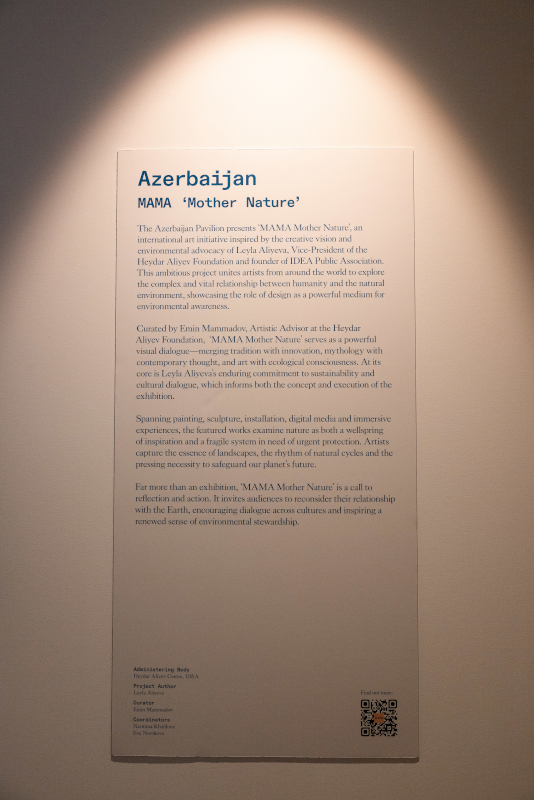 Azerbaijan
MAMA ‘Mother Nature’
The Azerbaijan Pavilion presents ‘MAMA Mother Nature’, an
international art initiative inspired by the creative vision and
environmental advocacy of Leyla Aliyeva, Vice-President of the
Heydar Aliyev Foundation and founder of IDEA Public Association.
This ambitious project unites artists from around the world to explore
the complex and vital relationship between humanity and the natural
environment, showcasing the role of design as a powerful medium for
environmental awareness.
Curated by Emin Mammadov, Artistic Advisor at the Heydar
Aliyev Foundation, ‘MAMA Mother Nature’ serves as a powerful
visual dialogue—merging tradition with innovation, mythology with
contemporary thought, and art with ecological consciousness. At its
core is Leyla Aliyeva’s enduring commitment to sustainability and
cultural dialogue, which informs both the concept and execution of the
exhibition.
Spanning painting, sculpture, installation, digital media and immersive
experiences, the featured works examine nature as both a wellspring
of inspiration and a fragile system in need of urgent protection. Artists
capture the essence of landscapes, the rhythm of natural cycles and the
pressing necessity to safeguard our planet’s future.
Far more than an exhibition, ‘MAMA Mother Nature’ is a call to
reflection and action. It invites audiences to reconsider their relationship
with the Earth, encouraging dialogue across cultures and inspiring a
renewed sense of environmental stewardship.
Administering Body
Heydar Aliyev Centre,
Project Author
Leyla Aliyeva
Curator
Emin Mammadov
Coordinators
Find out more: